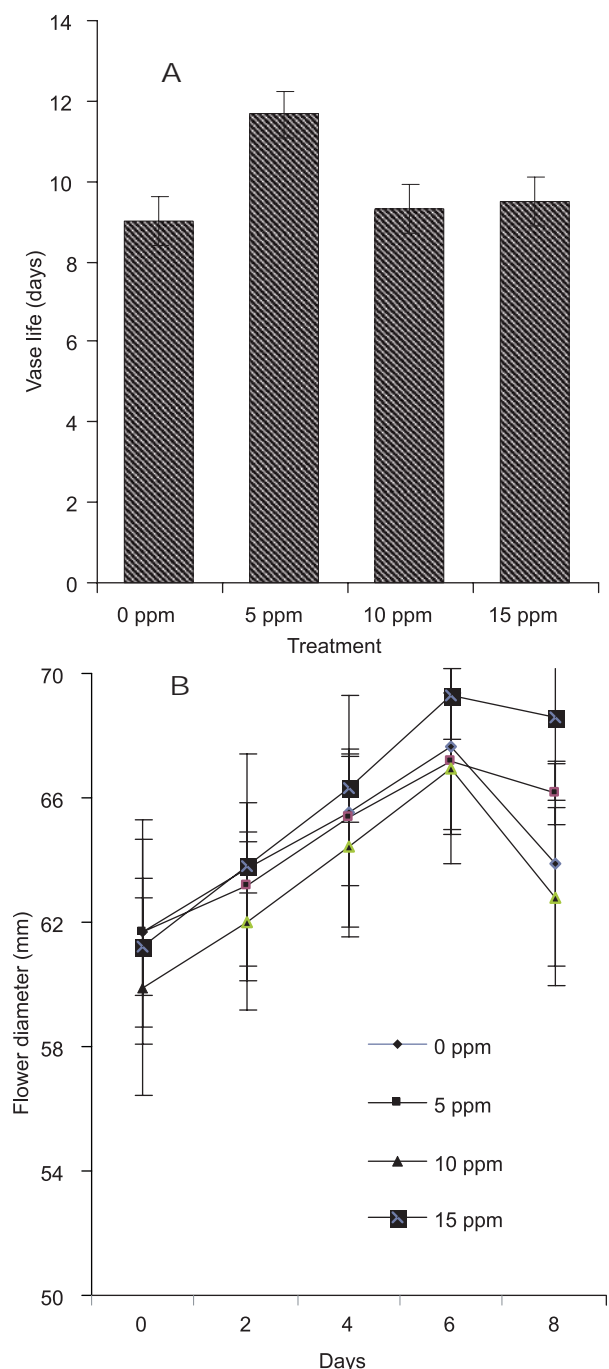 14
A
12
10
8
6
4
2
0
Vase life (days)
0 ppm 5 ppm 10 ppm 15 ppm
Treatment
70
B
66
62
58
54
50
Flower diameter (mm)
0 ppm
5 ppm
10 ppm
15 ppm
0 2 4 6 8
Days